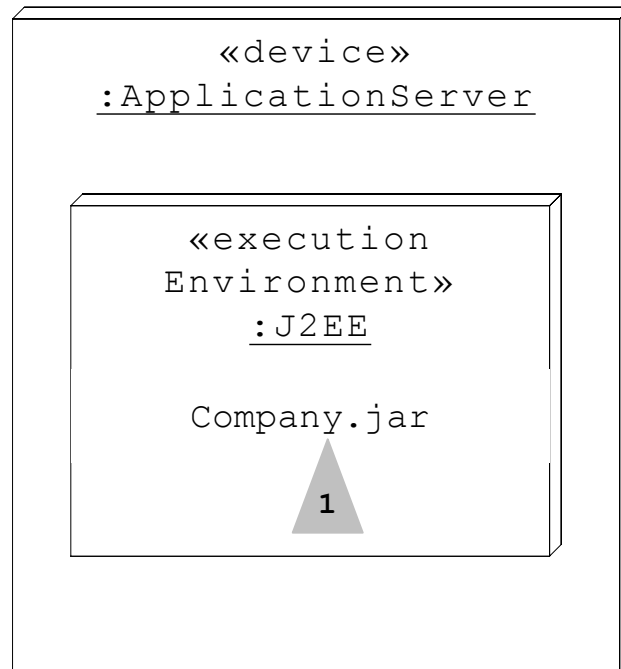 «device»
:ApplicationServer
«execution
Environment»
:J2EE
Company.jar
1